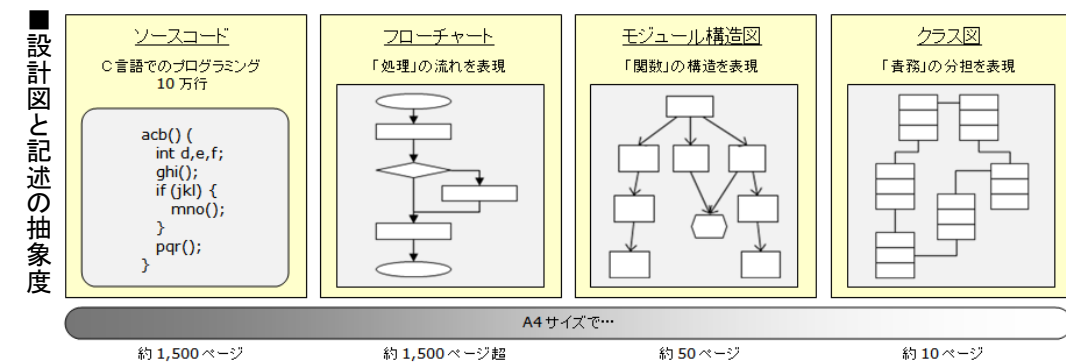 ■設計図と記述の抽象度
ソースコード
C言語でのプログラミング
10万行
acb() (
int d,e,f;
ghi();
if (jkl) {
mno();
}
pqr();
}
フローチャート
「処理」の流れを表現
モジュール構造図
「関数」の構造を表現
クラス図
「責務」の分担を表現
A4サイズで…
約1,500ページ
約1,500ページ超
約50ページ
約10ページ